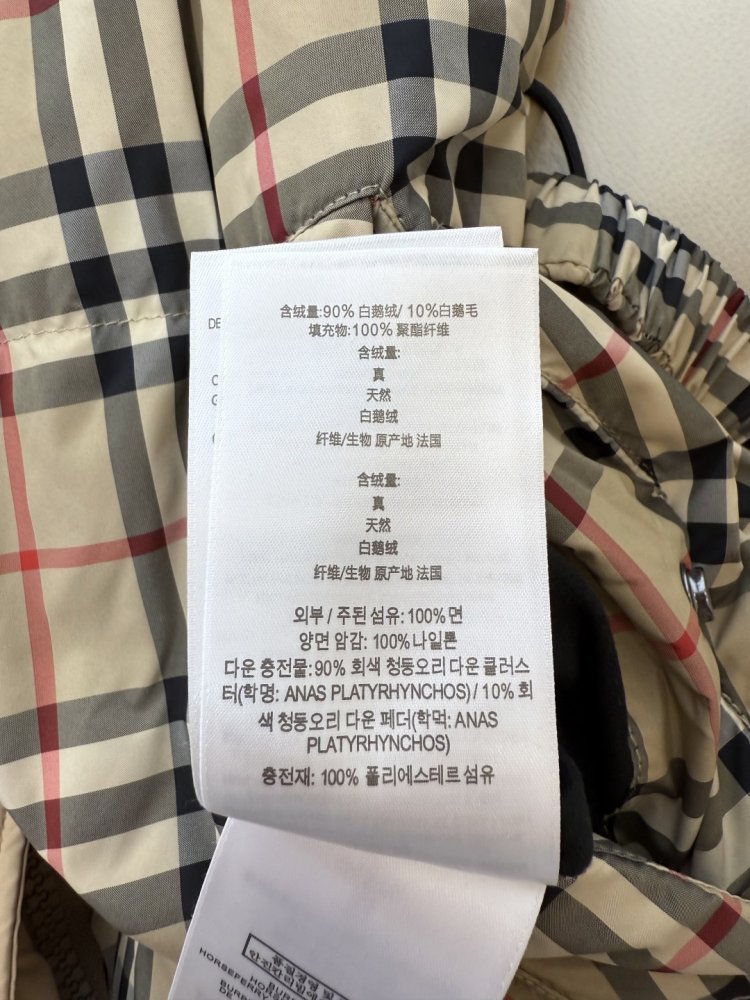 含绒量:90% 白鹅绒/ 10%白鹅毛
填充物:100% 聚酯纤维
含绒量:
真
天然
白鹅绒
纤维/生物 原产地 法国
含绒量:
真
天然
白鹅绒
纤维/生物 原产地 法国
외부 / 주된 섬유: 100% 면
양면 암감: 100% 나일론
다운 충전물: 90% 회색 청둥오리 다운 클러스
터(학명: ANAS PLATYRHYNCHOS) / 10% 회
색 청둥오리 다운 페더(학먹: ANAS
PLATYRHYNCHOS)
충전재: 100% 폴리에스테르 섬유
DE
HORSEFERRY